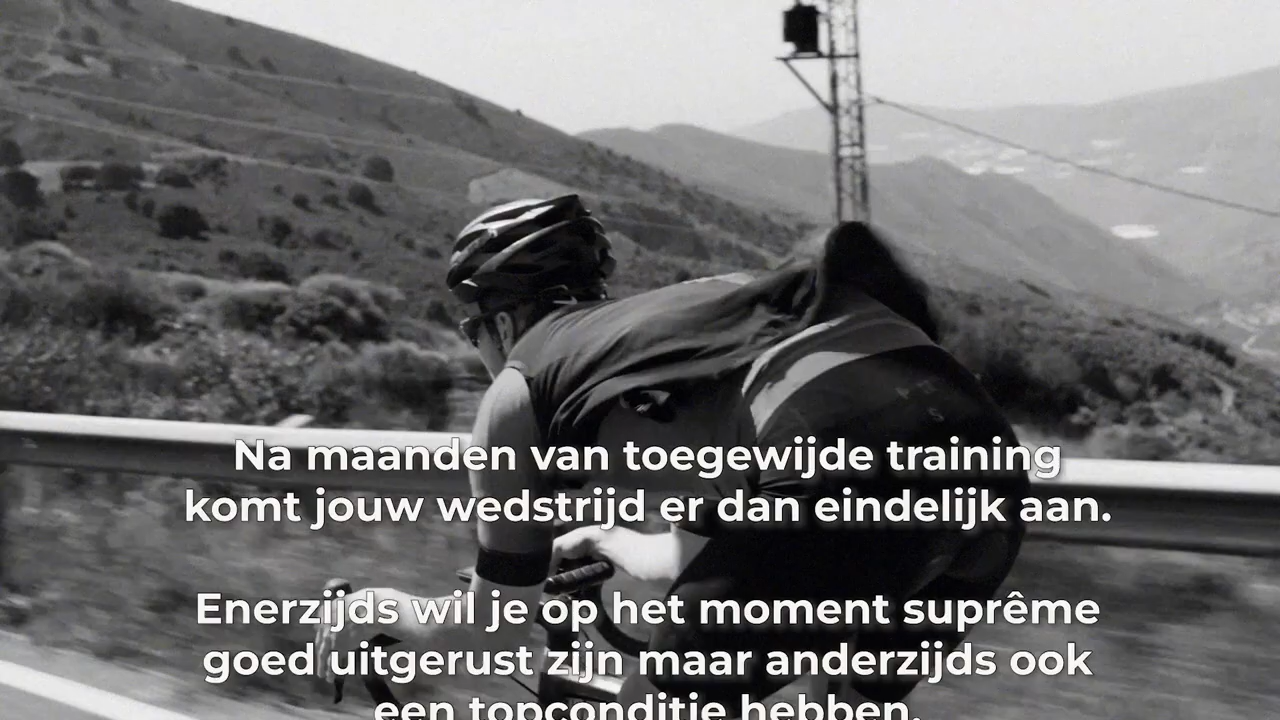 Na maanden van toegewijde training
komt jouw wedstrijd er dan eindelijk aan.
Enerzijds wil je op het moment suprême
goed uitgerust zijn maar anderzijds ook
een topconditie hebben.